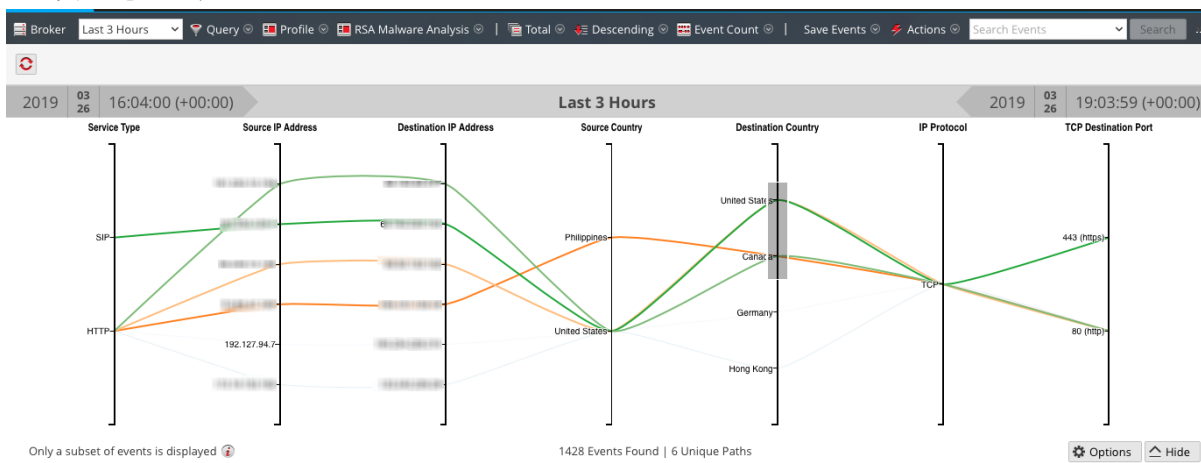 Broker Last 3 Hours Query Profile RSA Malware Analysis | Total Descending Event Count | Save Events Actions Search Events Search ...
2019 03 26 16:04:00 (+00:00) Last 3 Hours 2019 03 26 19:03:59 (+00:00)
Service Type Source IP Address Destination IP Address Source Country Destination Country IP Protocol TCP Destination Port
United States
SIP Philippines 443 (https)
Canada
TCP
Germany
HTTP United States 80 (http)
192.127.94.7
Hong Kong
Only a subset of events is displayed 1428 Events Found | 6 Unique Paths Options Hide